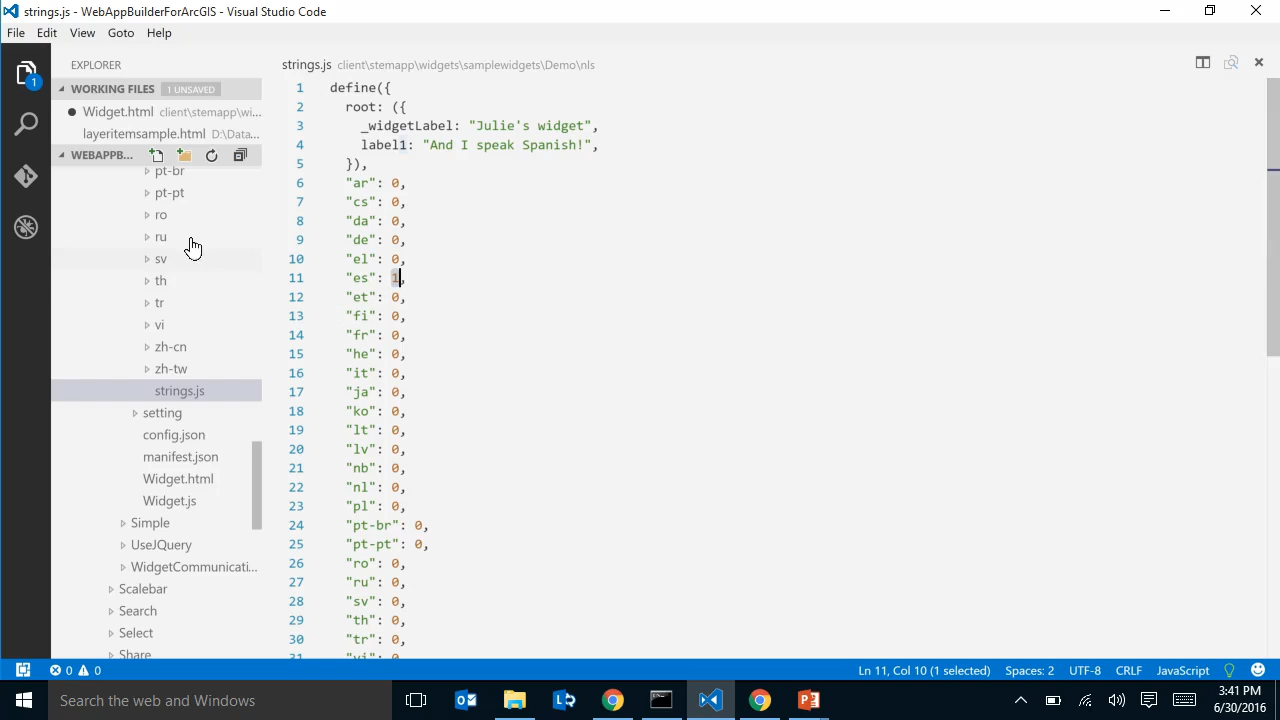 strings.js - WebAppBuilderForArcGIS - Visual Studio Code
File Edit View Goto Help
EXPLORER
WORKING FILES 1 UNSAVED
Widget.html client\stemapp\wi...
layeritemsample.html D:\Data...
WEBAPPB...
pt-br
pt-pt
ro
ru
sv
th
tr
vi
zh-cn
zh-tw
strings.js
setting
config.json
manifest.json
Widget.html
Widget.js
Simple
UseJQuery
WidgetCommunicati...
Scalebar
Search
Select
Share
1
strings.js client\stemapp\widgets\samplewidgets\Demo\nls
1 define({
2 root: ({
3 _widgetLabel: "Julie's widget",
4 label1: "And I speak Spanish!",
5 }),
6 "ar": 0,
7 "cs": 0,
8 "da": 0,
9 "de": 0,
10 "el": 0,
11 "es": 1,
12 "et": 0,
13 "fi": 0,
14 "fr": 0,
15 "he": 0,
16 "it": 0,
17 "ja": 0,
18 "ko": 0,
19 "lt": 0,
20 "lv": 0,
21 "nb": 0,
22 "nl": 0,
23 "pl": 0,
24 "pt-br": 0,
25 "pt-pt": 0,
26 "ro": 0,
27 "ru": 0,
28 "sv": 0,
29 "th": 0,
30 "tr": 0,
31 "vi": 0
0 0 Ln 11, Col 10 (1 selected) Spaces: 2 UTF-8 CRLF JavaScript
Search the web and Windows
3:41 PM
6/30/2016